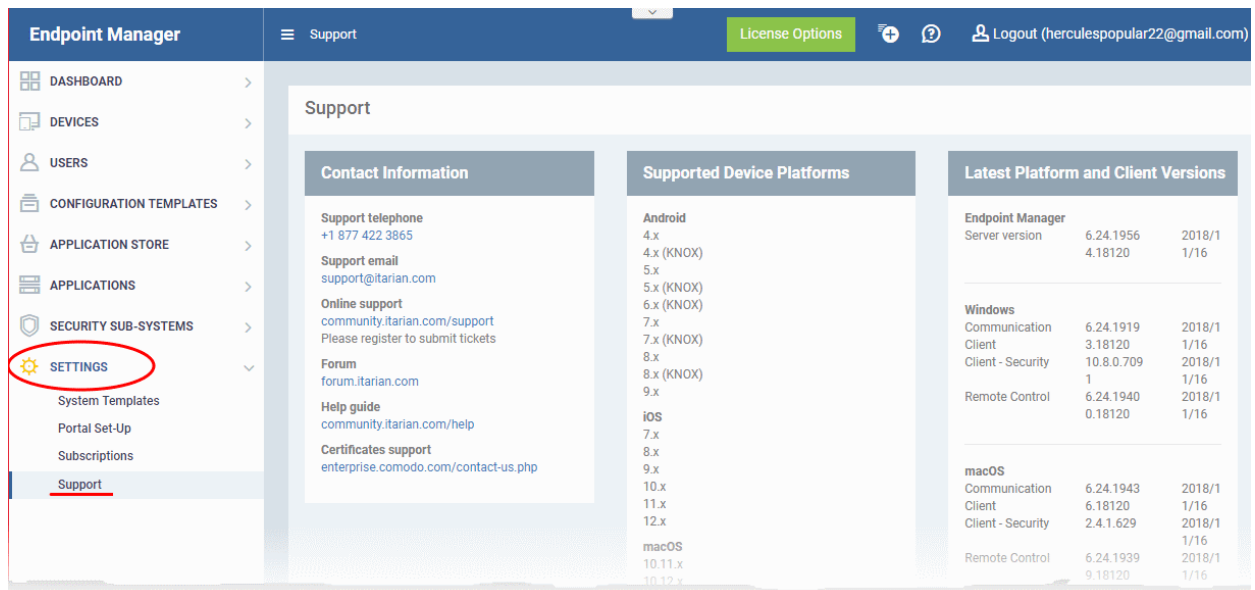 Endpoint Manager
Support
License Options
Logout (herculespopular22@gmail.com)
DASHBOARD
DEVICES
USERS
CONFIGURATION TEMPLATES
APPLICATION STORE
APPLICATIONS
SECURITY SUB-SYSTEMS
SETTINGS
System Templates
Portal Set-Up
Subscriptions
Support
Support
Contact Information
Support telephone
+1 877 422 3865
Support email
support@itarian.com
Online support
community.itarian.com/support
Please register to submit tickets
Forum
forum.itarian.com
Help guide
community.itarian.com/help
Certificates support
enterprise.comodo.com/contact-us.php
Supported Device Platforms
Android
4.x
4.x (KNOX)
5.x
5.x (KNOX)
6.x (KNOX)
7.x
7.x (KNOX)
8.x
8.x (KNOX)
9.x
iOS
7.x
8.x
9.x
10.x
11.x
12.x
macOS
10.11.x
10.12.x
Latest Platform and Client Versions
Endpoint Manager
Server version 6.24.1956 2018/1
4.18120 1/16
Windows
Communication 6.24.1919 2018/1
Client 3.18120 1/16
Client - Security 10.8.0.709 2018/1
1 1/16
Remote Control 6.24.1940 2018/1
0.18120 1/16
macOS
Communication 6.24.1943 2018/1
Client 6.18120 1/16
Client - Security 2.4.1.629 2018/1
1/16
Remote Control 6.24.1939 2018/1
9.18120 1/16